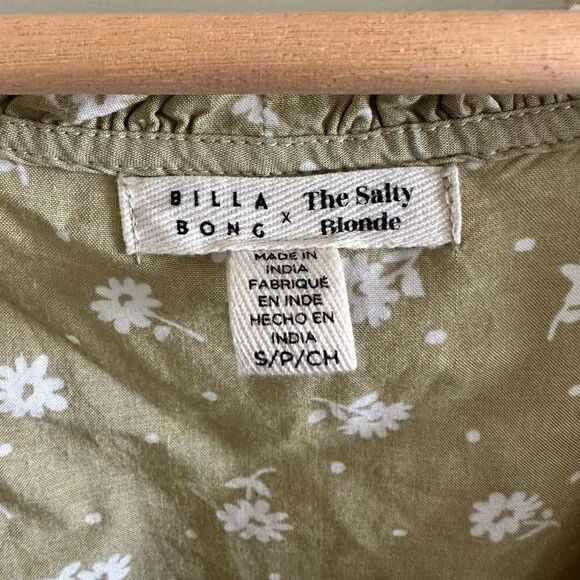 BILLA
BONG x The Salty
Blonde
MADE IN
INDIA
FABRIQUÉ
EN INDE
HECHO EN
INDIA
S/P/CH